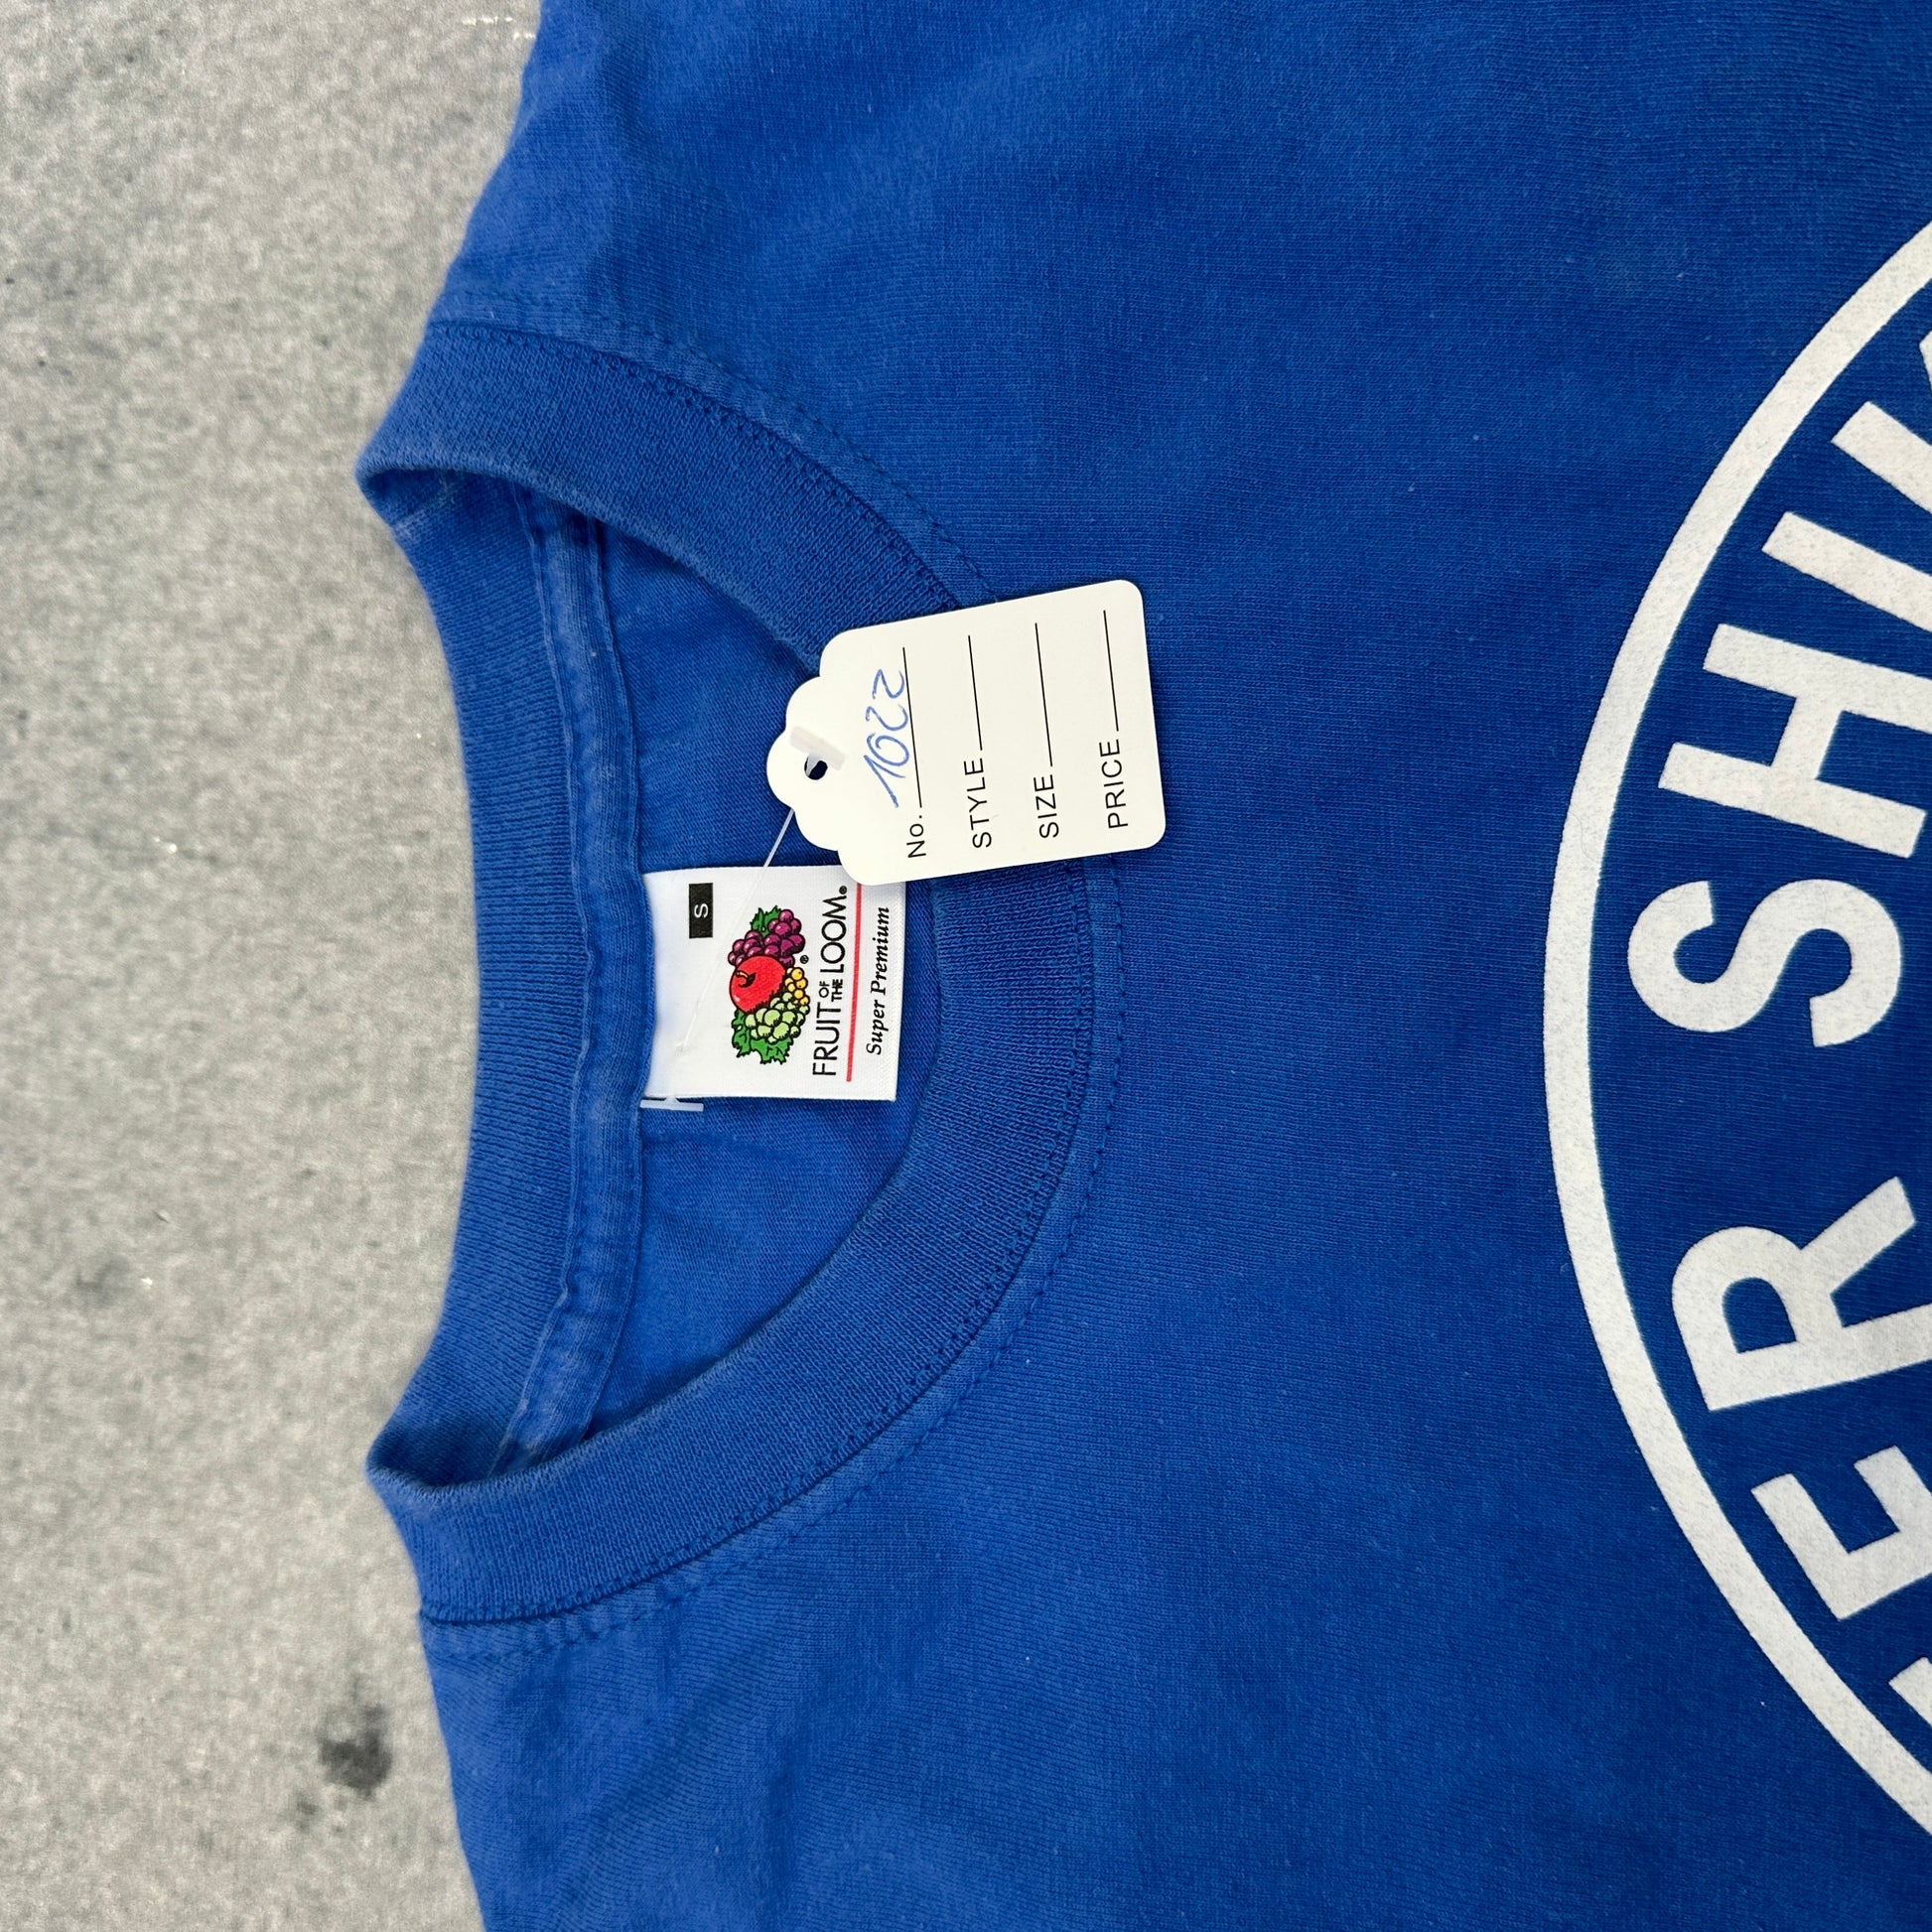 S
FRUIT OF THE LOOM®
Super Premium
No. 1022
STYLE
SIZE
PRICE
ER SHI